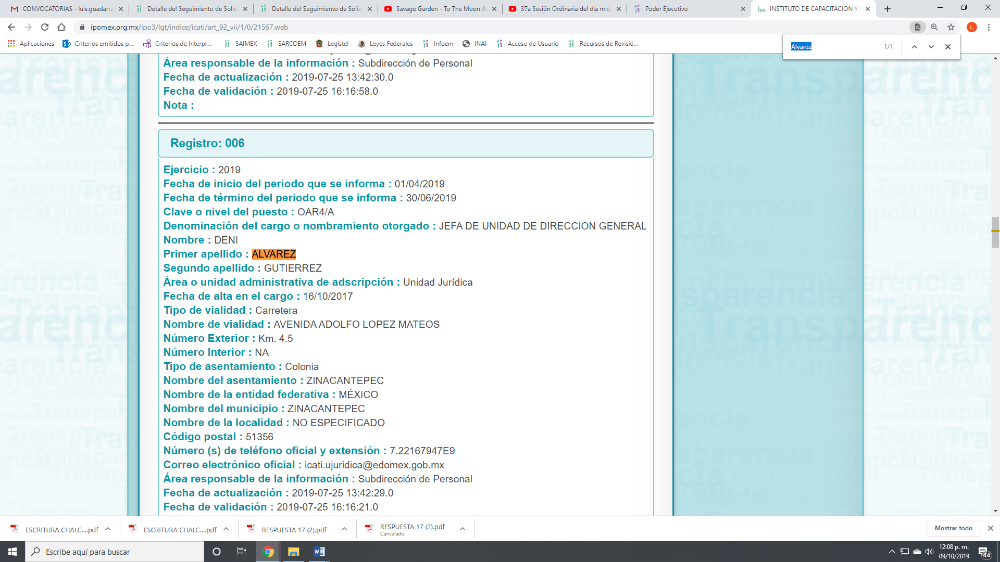 CONVOCATORIAS - luis.guadarra
Detalle del Seguimiento de Solici
Detalle del Seguimiento de Solici
Savage Garden - To The Moon &
37a Sesión Ordinaria del día mié
Poder Ejecutivo
INSTITUTO DE CAPACITACION Y
ipomex.org.mx/ipo3/lgt/indice/icati/art_92_vii/1/0/21567.web
L
Aplicaciones
Criterios emitidos p...
Criterios de Interpr...
SAIMEX
SARCOEM
Legistel
Leyes Federales
Infoem
INAI
Acceso de Usuario
Recursos de Revisió...
Alvarez
1/1
Área responsable de la información : Subdirección de Personal
Fecha de actualización : 2019-07-25 13:42:30.0
Fecha de validación : 2019-07-25 16:16:58.0
Nota :
Registro: 006
Ejercicio : 2019
Fecha de inicio del periodo que se informa : 01/04/2019
Fecha de término del periodo que se informa : 30/06/2019
Clave o nivel del puesto : OAR4/A
Denominación del cargo o nombramiento otorgado : JEFA DE UNIDAD DE DIRECCION GENERAL
Nombre : DENI
Primer apellido : ALVAREZ
Segundo apellido : GUTIERREZ
Área o unidad administrativa de adscripción : Unidad Jurídica
Fecha de alta en el cargo : 16/10/2017
Tipo de vialidad : Carretera
Nombre de vialidad : AVENIDA ADOLFO LOPEZ MATEOS
Número Exterior : Km. 4.5
Número Interior : NA
Tipo de asentamiento : Colonia
Nombre del asentamiento : ZINACANTEPEC
Nombre de la entidad federativa : MÉXICO
Nombre del municipio : ZINACANTEPEC
Nombre de la localidad : NO ESPECIFICADO
Código postal : 51356
Número (s) de teléfono oficial y extensión : 7.22167947E9
Correo electrónico oficial : icati.ujuridica@edomex.gob.mx
Área responsable de la información : Subdirección de Personal
Fecha de actualización : 2019-07-25 13:42:29.0
Fecha de validación : 2019-07-25 16:16:21.0
ESCRITURA CHALC....pdf
ESCRITURA CHALC....pdf
RESPUESTA 17 (2).pdf
RESPUESTA 17 (2).pdf
Cancelado
Mostrar todo
Escribe aquí para buscar
12:08 p. m.
09/10/2019
44